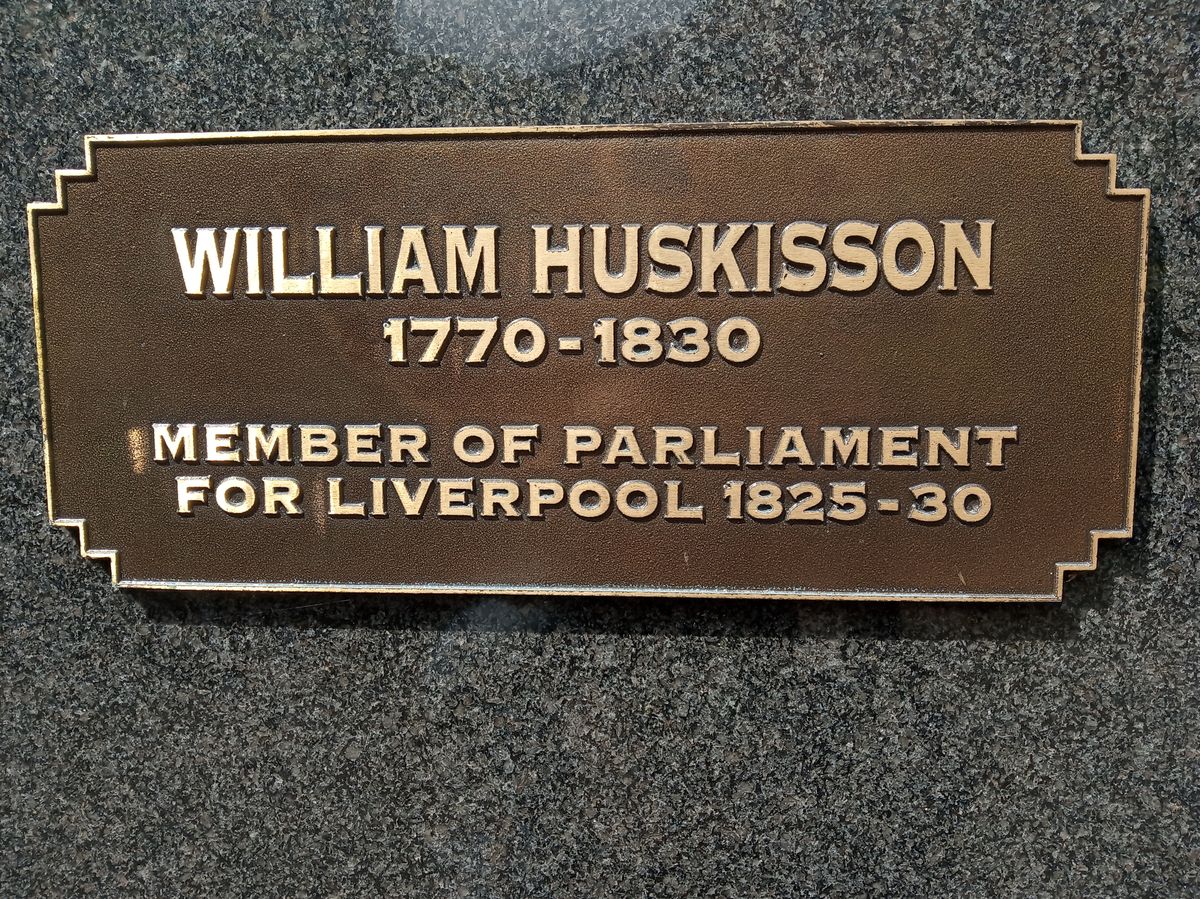 WILLIAM HUSKISSON
1770-1830
MEMBER OF PARLIAMENT
FOR LIVERPOOL 1825-30